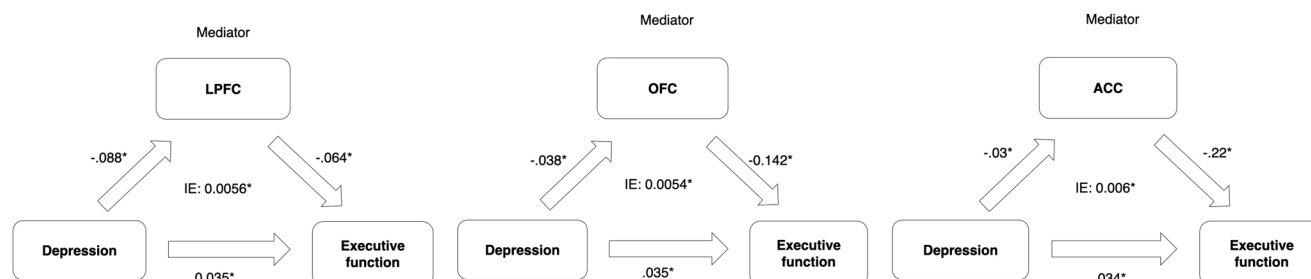 Mediator
LPFC
-.088*
-.064*
IE: 0.0056*
Depression
Executive
function
0.035*
Mediator
OFC
-.038*
-0.142*
IE: 0.0054*
Depression
Executive
function
.035*
Mediator
ACC
-.03*
-.22*
IE: 0.006*
Depression
Executive
function
.034*